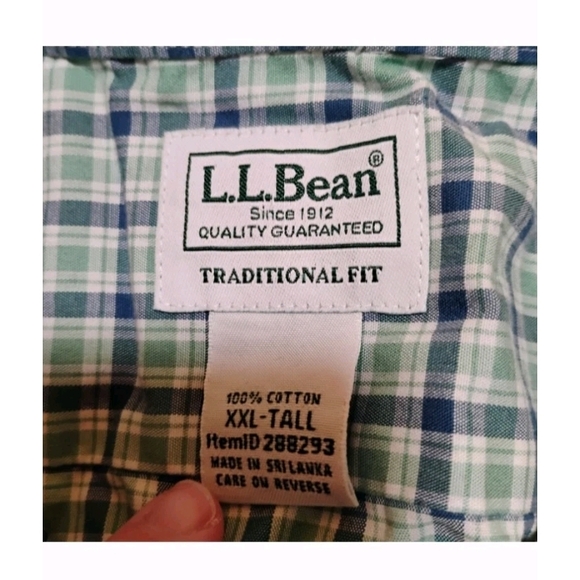 L.L.Bean®
Since 1912
QUALITY GUARANTEED
TRADITIONAL FIT
100% COTTON
XXL-TALL
ItemID 288293
MADE IN SRI LANKA
CARE ON REVERSE